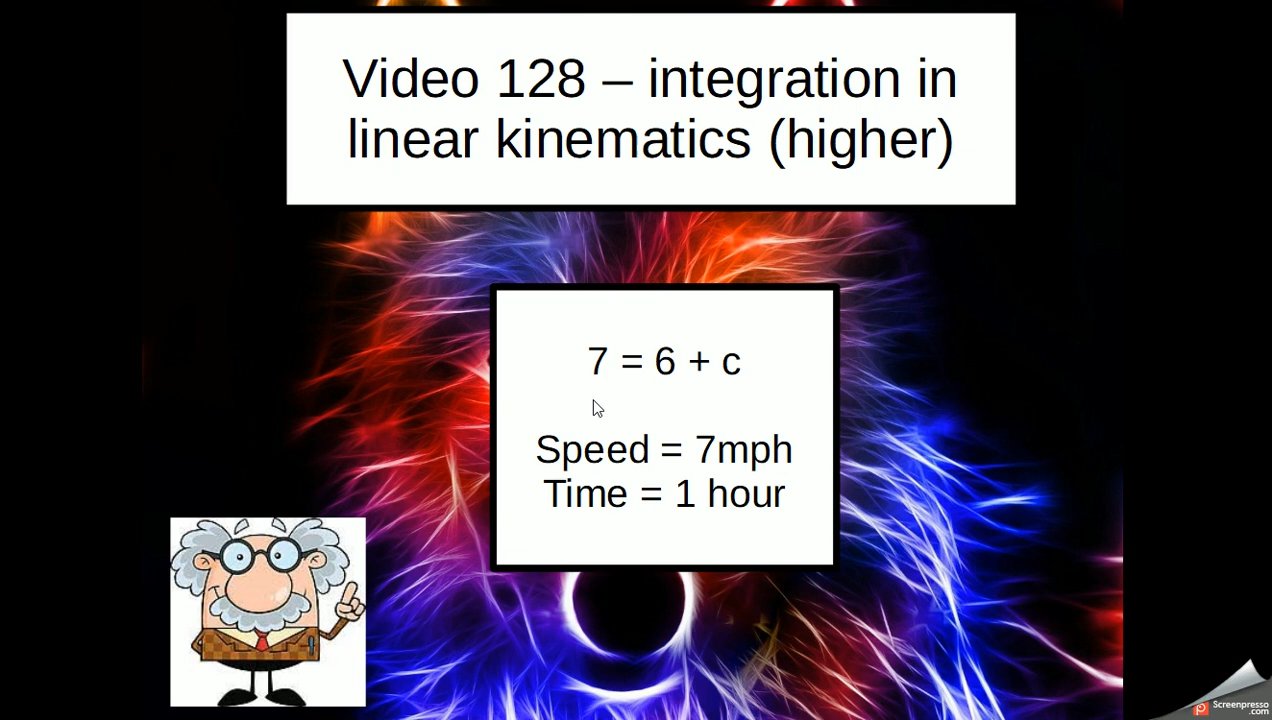 Video 128 – integration in
linear kinematics (higher)
7 = 6 + c
Speed = 7mph
Time = 1 hour
Screenpresso
.com